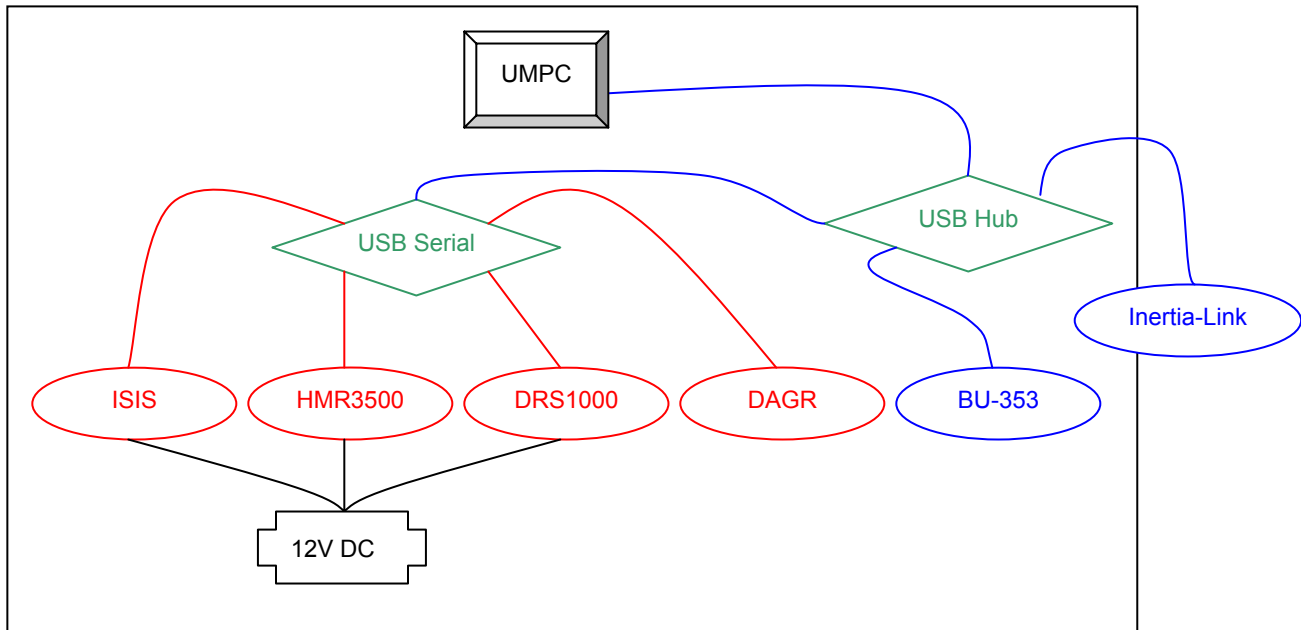 UMPC
USB Hub
USB Serial
Inertia-Link
ISIS
HMR3500
DRS1000
DAGR
BU-353
12V DC